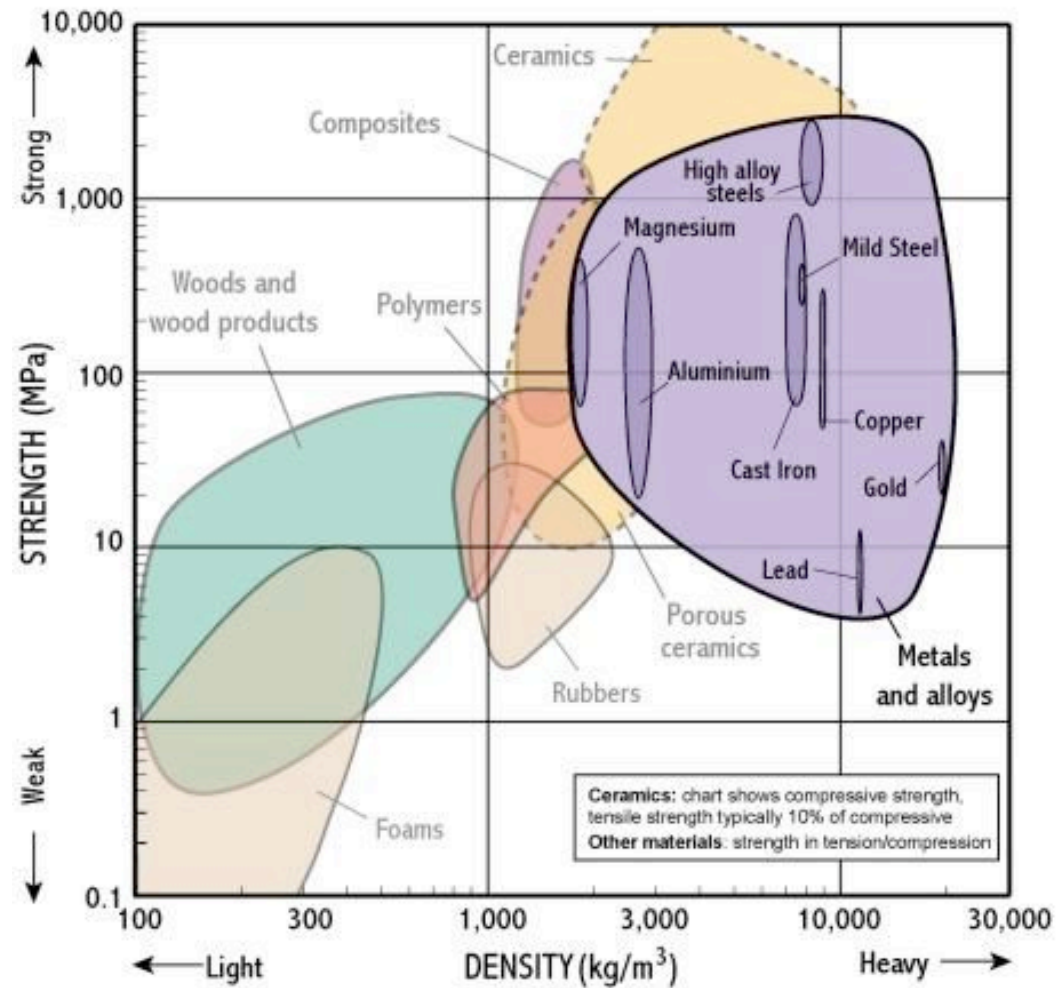 10,000
1,000
100
10
1
0.1
Strong
STRENGTH (MPa)
Weak
Ceramics
Composites
High alloy
steels
Magnesium
Mild Steel
Woods and
wood products
Polymers
Aluminium
Copper
Cast Iron
Gold
Lead
Porous
ceramics
Metals
and alloys
Rubbers
Foams
Ceramics: chart shows compressive strength,
tensile strength typically 10% of compressive
Other materials: strength in tension/compression
100
300
1,000
3,000
10,000
30,000
Light
DENSITY (kg/m³)
Heavy